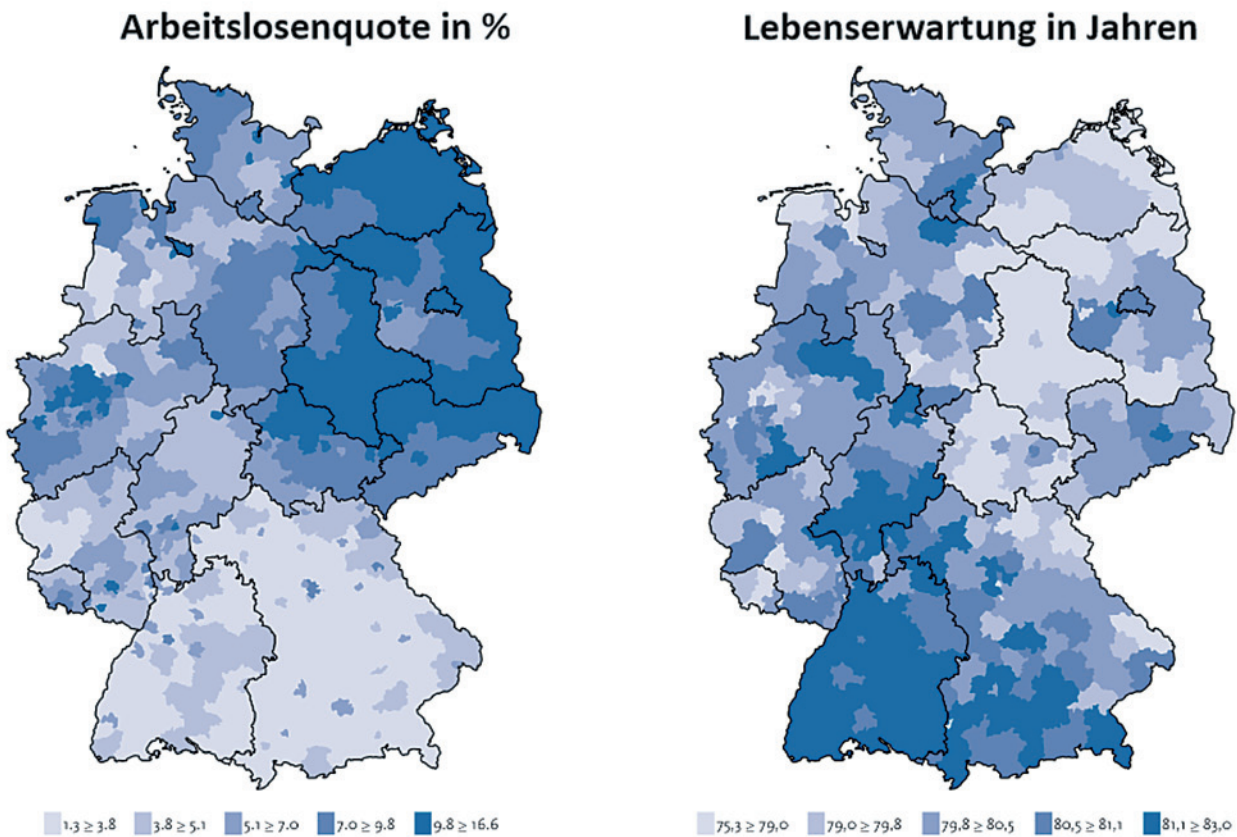 Arbeitslosenquote in %
Lebenserwartung in Jahren
1.3 ≥ 3.8 3.8 ≥ 5.1 5.1 ≥ 7.0 7.0 ≥ 9.8 9.8 ≥ 16.6
75,3 ≥ 79,0 79,0 ≥ 79,8 79,8 ≥ 80,5 80,5 ≥ 81,1 81,1 ≥ 83,0